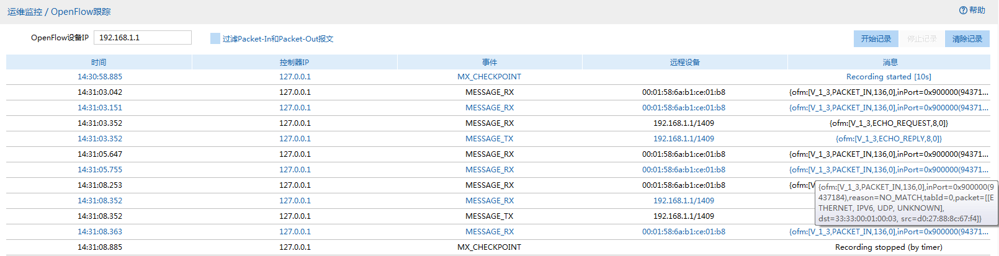 运维监控 / OpenFlow跟踪
帮助
OpenFlow设备IP 192.168.1.1 过滤Packet-In和Packet-Out报文 开始记录 停止记录 清除记录
时间 控制器IP 事件 远程设备 消息
14:30:58.885 127.0.0.1 MX_CHECKPOINT Recording started [10s]
14:31:03.042 127.0.0.1 MESSAGE_RX 00:01:58:6a:b1:ce:01:b8 {ofm:[V_1_3,PACKET_IN,136,0],inPort=0x900000(94371...
14:31:03.151 127.0.0.1 MESSAGE_RX 00:01:58:6a:b1:ce:01:b8 {ofm:[V_1_3,PACKET_IN,136,0],inPort=0x900000(94371...
14:31:03.352 127.0.0.1 MESSAGE_RX 192.168.1.1/1409 {ofm:[V_1_3,ECHO_REQUEST,8,0]}
14:31:03.352 127.0.0.1 MESSAGE_TX 192.168.1.1/1409 {ofm:[V_1_3,ECHO_REPLY,8,0]}
14:31:05.647 127.0.0.1 MESSAGE_RX 00:01:58:6a:b1:ce:01:b8 {ofm:[V_1_3,PACKET_IN,136,0],inPort=0x900000(94371...
14:31:05.755 127.0.0.1 MESSAGE_RX 00:01:58:6a:b1:ce:01:b8 {ofm:[V_1_3,PACKET_IN,136,0],inPort=0x900000(94371...
14:31:08.253 127.0.0.1 MESSAGE_RX 00:01:58:6a:b1:ce:01:b8 {ofm:
14:31:08.352 127.0.0.1 MESSAGE_RX 192.168.1.1/1409
14:31:08.352 127.0.0.1 MESSAGE_TX 192.168.1.1/1409
{ofm:[V_1_3,PACKET_IN,136,0],inPort=0x900000(9
437184),reason=NO_MATCH,tabId=0,packet=[[E
THERNET, IPV6, UDP, UNKNOWN],
dst=33:33:00:01:00:03, src=d0:27:88:8c:67:f4]}
14:31:08.363 127.0.0.1 MESSAGE_RX 00:01:58:6a:b1:ce:01:b8 {ofm:[V_1_3,PACKET_IN,136,0],inPort=0x900000(94371...
14:31:08.885 127.0.0.1 MX_CHECKPOINT Recording stopped (by timer)